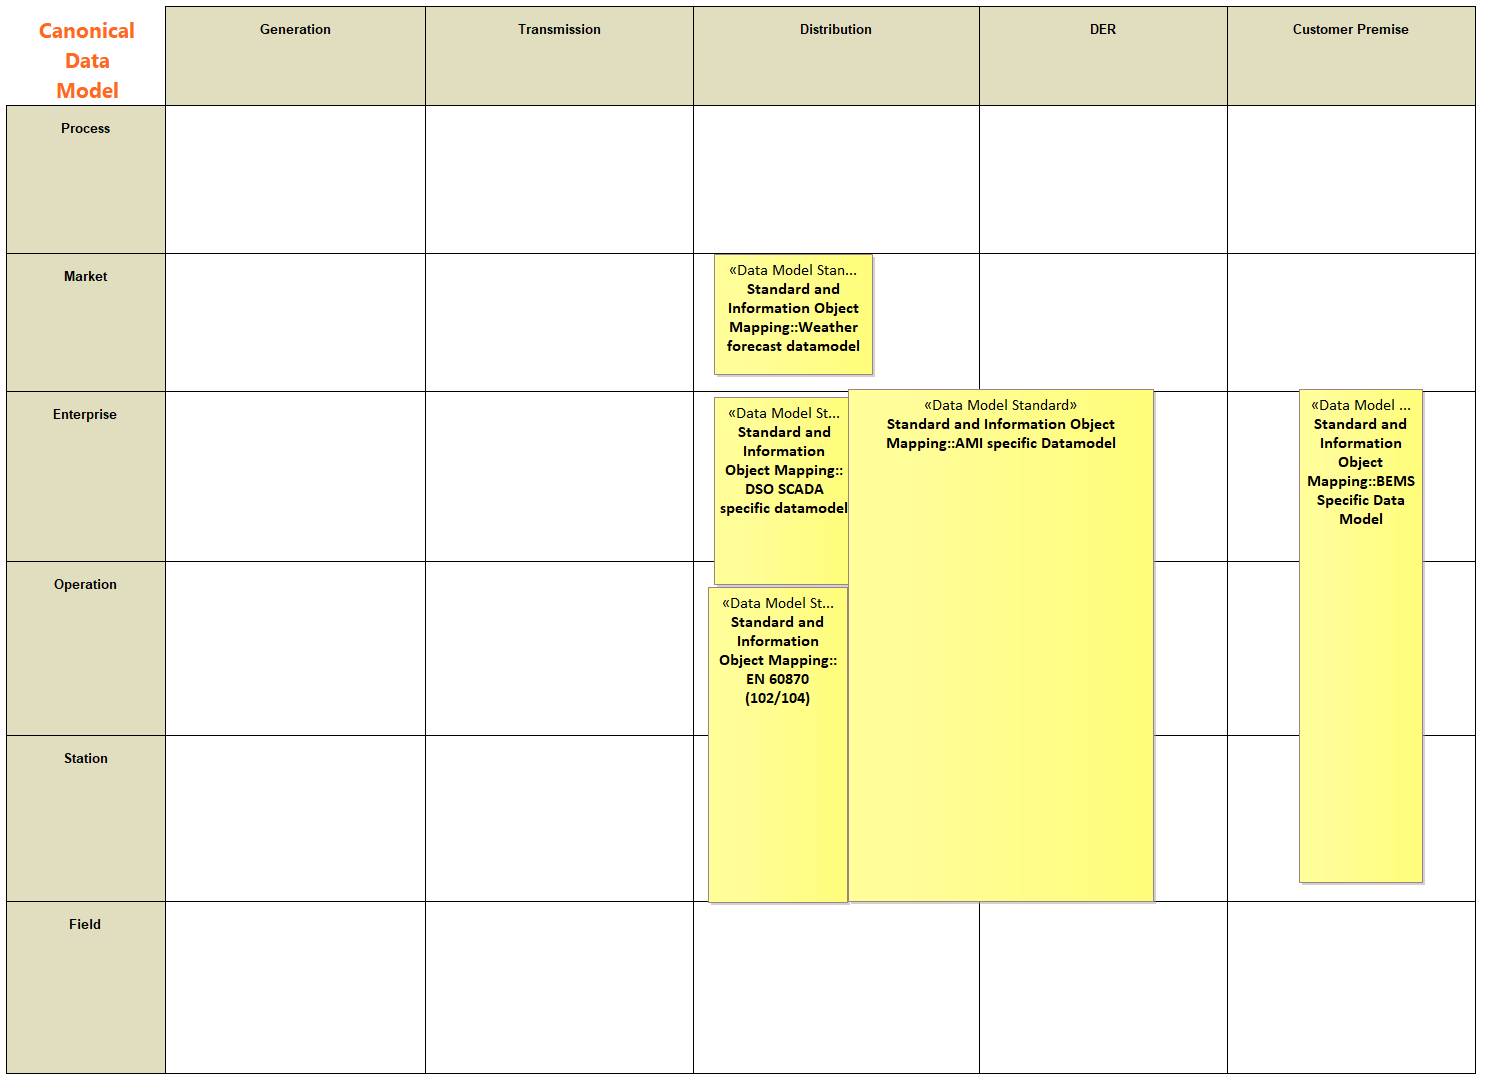 Canonical
Data
Model
Generation
Transmission
Distribution
DER
Customer Premise
Process
Market
«Data Model Stan...
Standard and
Information Object
Mapping::Weather
forecast datamodel
Enterprise
«Data Model St...
Standard and
Information
Object Mapping::
DSO SCADA
specific datamodel
«Data Model Standard»
Standard and Information Object
Mapping::AMI specific Datamodel
«Data Model ...
Standard and
Information
Object
Mapping::BEMS
Specific Data
Model
Operation
«Data Model St...
Standard and
Information
Object Mapping::
EN 60870
(102/104)
Station
Field